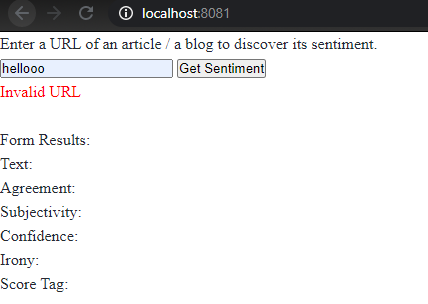 localhost:8081
Enter a URL of an article / a blog to discover its sentiment.
hellooo Get Sentiment
Invalid URL
Form Results:
Text:
Agreement:
Subjectivity:
Confidence:
Irony:
Score Tag: